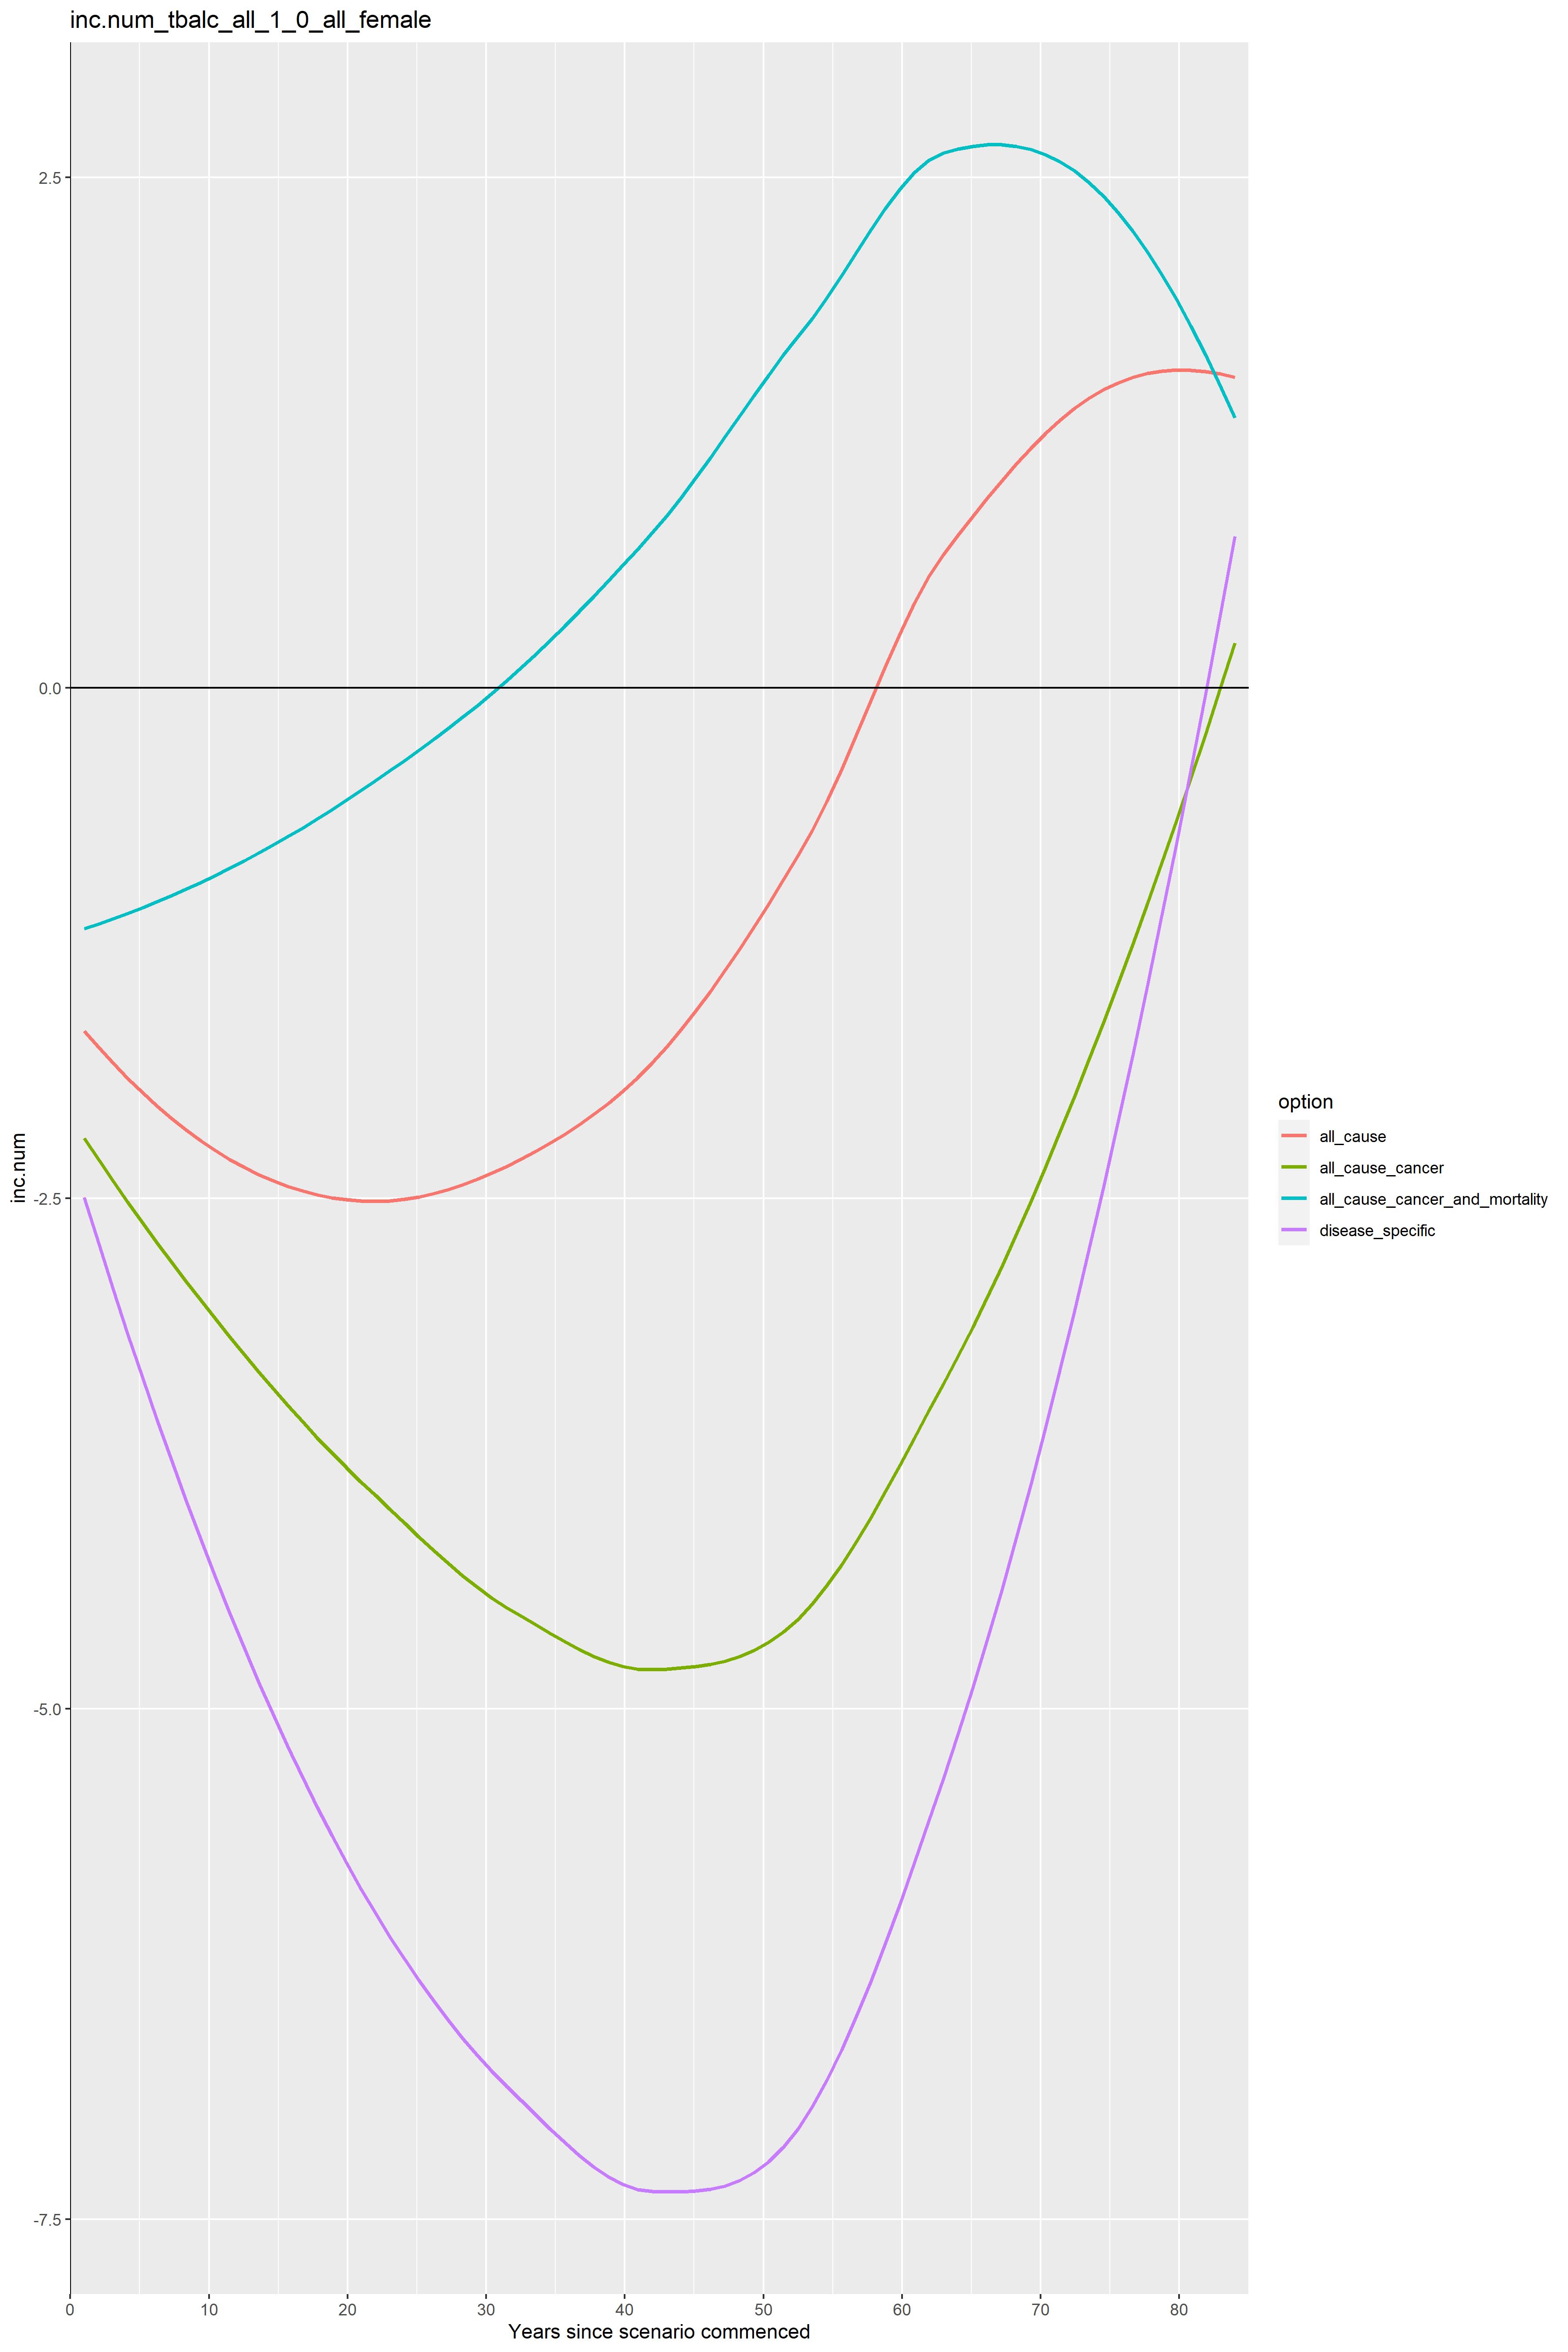 inc.num_tbalc_all_1_0_all_female
inc.num
2.5
0.0
-2.5
-5.0
-7.5
0 10 20 30 40 50 60 70 80
Years since scenario commenced
option
all_cause
all_cause_cancer
all_cause_cancer_and_mortality
disease_specific